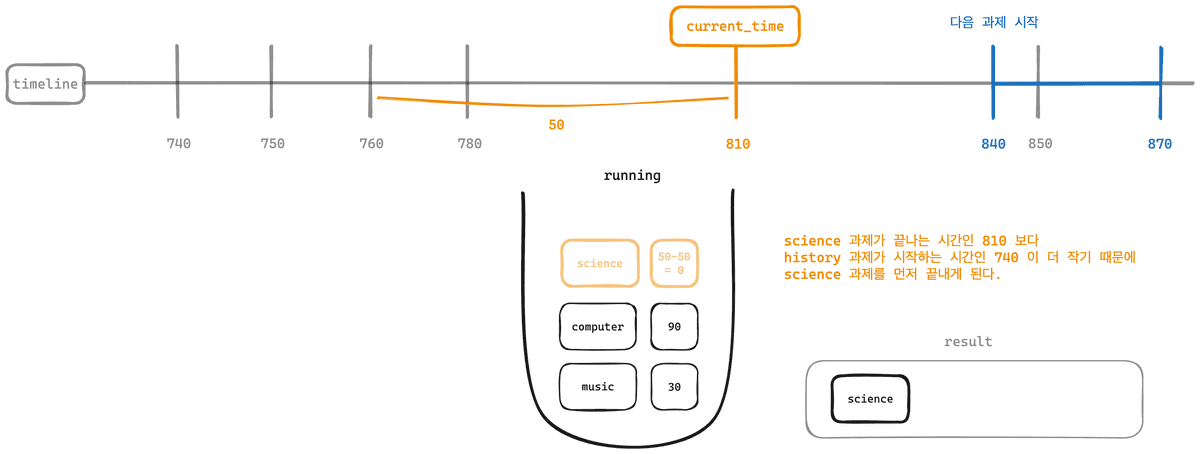 current_time
다음 과제 시작
timeline
50
740
750
760
780
810
840
850
870
running
science
50-50
= 0
computer
90
music
30
science 과제가 끝나는 시간인 810 보다
history 과제가 시작하는 시간인 740 이 더 작기 때문에
science 과제를 먼저 끝내게 된다.
result
science